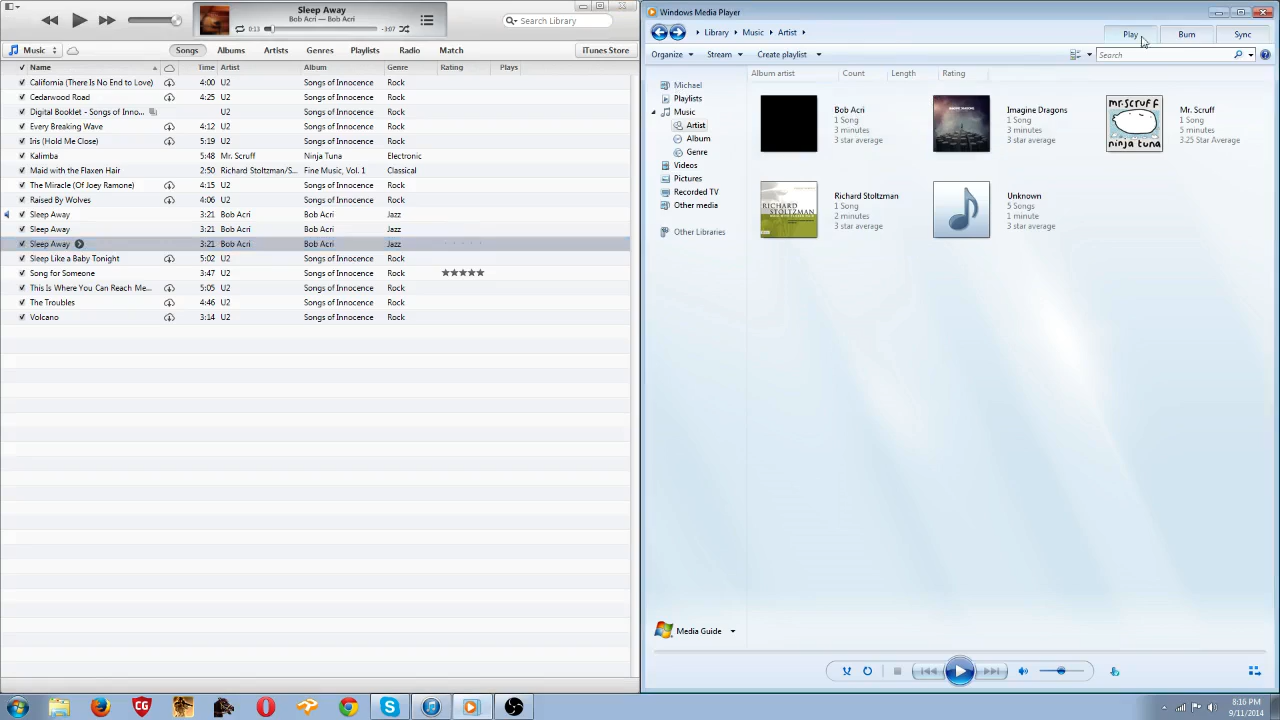 Sleep Away
Bob Acri — Bob Acri
0:13
-3:07
Search Library
Music
Songs Albums Artists Genres Playlists Radio Match
iTunes Store
Name Time Artist Album Genre Rating Plays
California (There Is No End to Love) 4:00 U2 Songs of Innocence Rock
Cedarwood Road 4:25 U2 Songs of Innocence Rock
Digital Booklet - Songs of Inno... U2 Songs of Innocence Rock
Every Breaking Wave 4:12 U2 Songs of Innocence Rock
Iris (Hold Me Close) 5:19 U2 Songs of Innocence Rock
Kalimba 5:48 Mr. Scruff Ninja Tuna Electronic
Maid with the Flaxen Hair 2:50 Richard Stoltzman/S... Fine Music, Vol. 1 Classical
The Miracle (Of Joey Ramone) 4:15 U2 Songs of Innocence Rock
Raised By Wolves 4:06 U2 Songs of Innocence Rock
Sleep Away 3:21 Bob Acri Bob Acri Jazz
Sleep Away 3:21 Bob Acri Bob Acri Jazz
Sleep Away 3:21 Bob Acri Bob Acri Jazz
Sleep Like a Baby Tonight 5:02 U2 Songs of Innocence Rock
Song for Someone 3:47 U2 Songs of Innocence Rock ★★★★★
This Is Where You Can Reach Me... 5:05 U2 Songs of Innocence Rock
The Troubles 4:46 U2 Songs of Innocence Rock
Volcano 3:14 U2 Songs of Innocence Rock
Windows Media Player
Library Music Artist
Play Burn Sync
Organize Stream Create playlist
Search
Album artist Count Length Rating
Michael
Playlists
Music
Artist
Album
Genre
Videos
Pictures
Recorded TV
Other media
Other Libraries
Bob Acri
1 Song
3 minutes
3 star average
Imagine Dragons
1 Song
3 minutes
3 star average
mr.scruff
ninja tuna
Mr. Scruff
1 Song
5 minutes
3.25 Star Average
RICHARD
STOLTZMAN
Richard Stoltzman
1 Song
2 minutes
3 star average
Unknown
5 Songs
1 minute
3 star average
Media Guide
CG
8:16 PM
9/11/2014